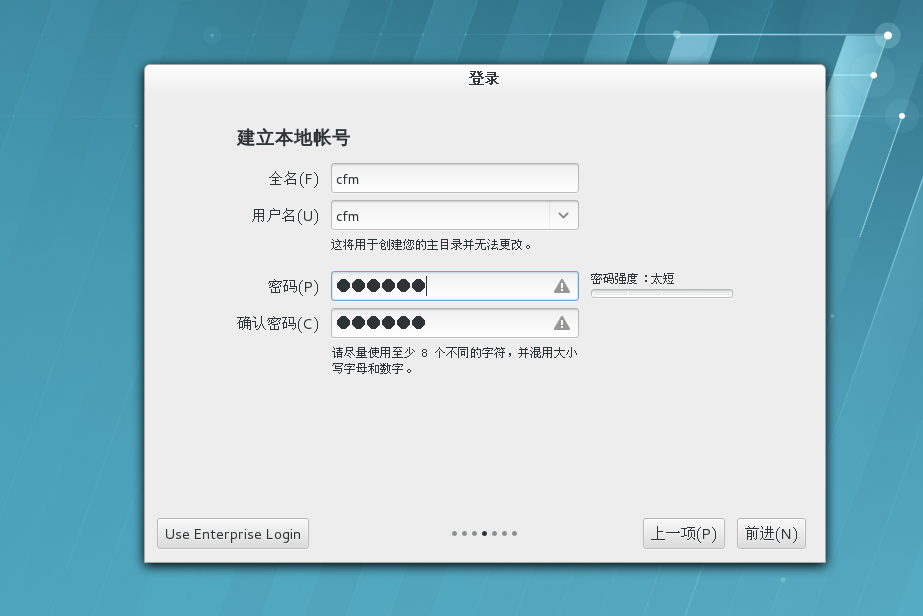 登录
建立本地帐号
全名(F) cfm
用户名(U) cfm
这将用于创建您的主目录并无法更改。
密码(P) ●●●●●● 密码强度：太短
确认密码(C) ●●●●●●
请尽量使用至少 8 个不同的字符，并混用大小
写字母和数字。
Use Enterprise Login 上一项(P) 前进(N)